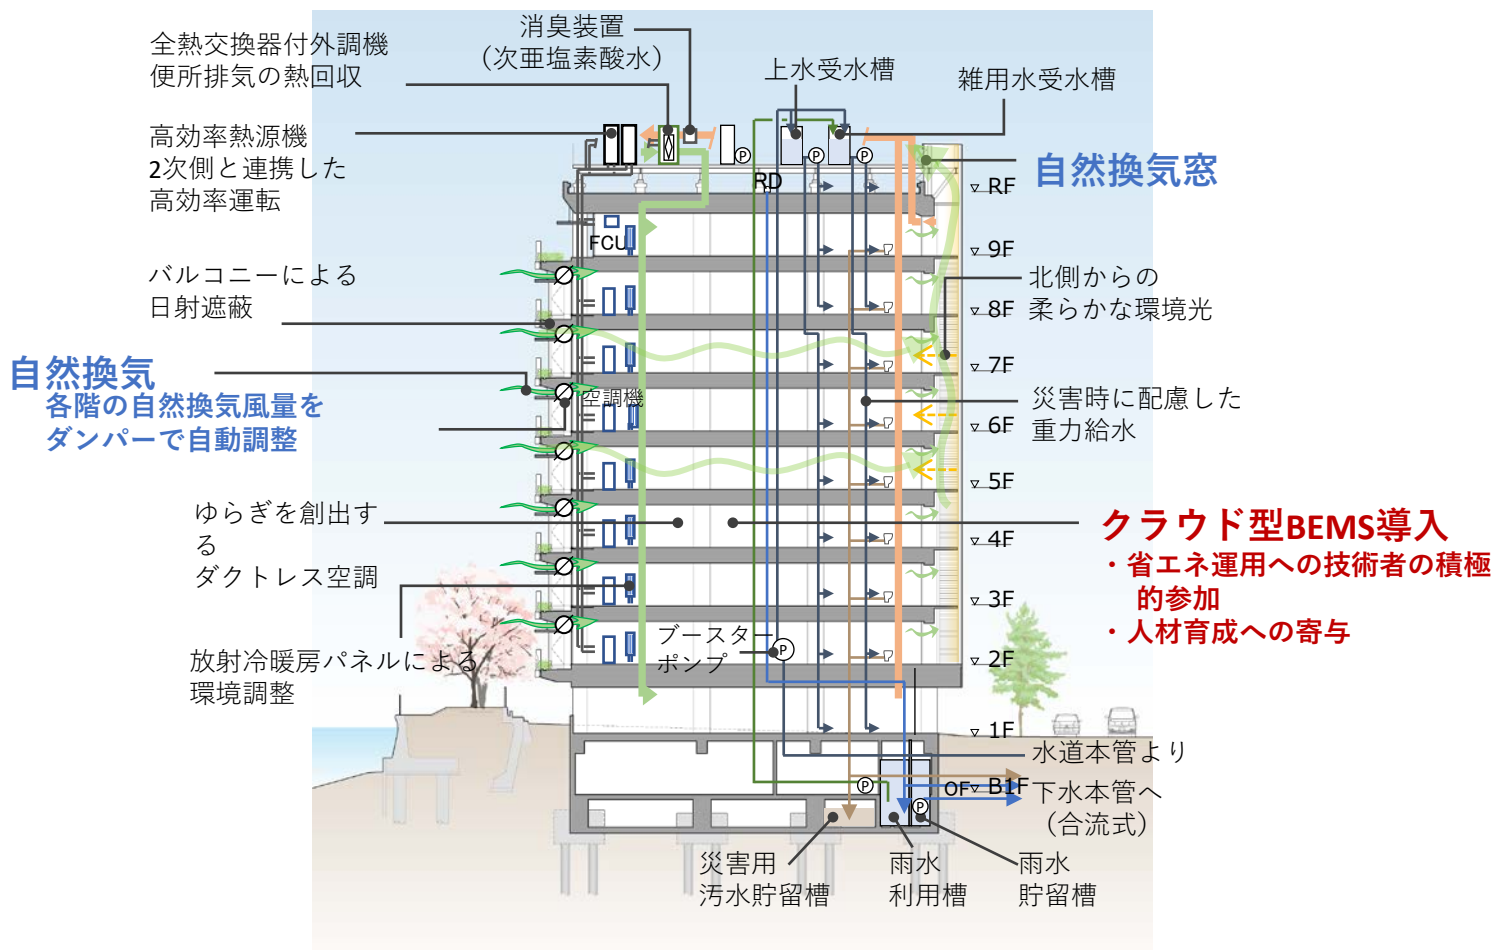 全熱交換器付外調機
便所排気の熱回収
消臭装置
（次亜塩素酸水）
上水受水槽
雑用水受水槽
高効率熱源機
2次側と連携した
高効率運転
自然換気窓
P
P
P
RD
RF
FCU
9F
バルコニーによる
日射遮蔽
北側からの
柔らかな環境光
8F
7F
自然換気
各階の自然換気風量を
ダンパーで自動調整
空調機
災害時に配慮した
重力給水
6F
5F
ゆらぎを創出す
る
ダクトレス空調
クラウド型BEMS導入
・省エネ運用への技術者の積極
的参加
・人材育成への寄与
4F
3F
放射冷暖房パネルによる
環境調整
ブースター
ポンプ
P
2F
1F
水道本管より
P
OF
B1F
P
下水本管へ
（合流式）
災害用
汚水貯留槽
雨水
利用槽
雨水
貯留槽